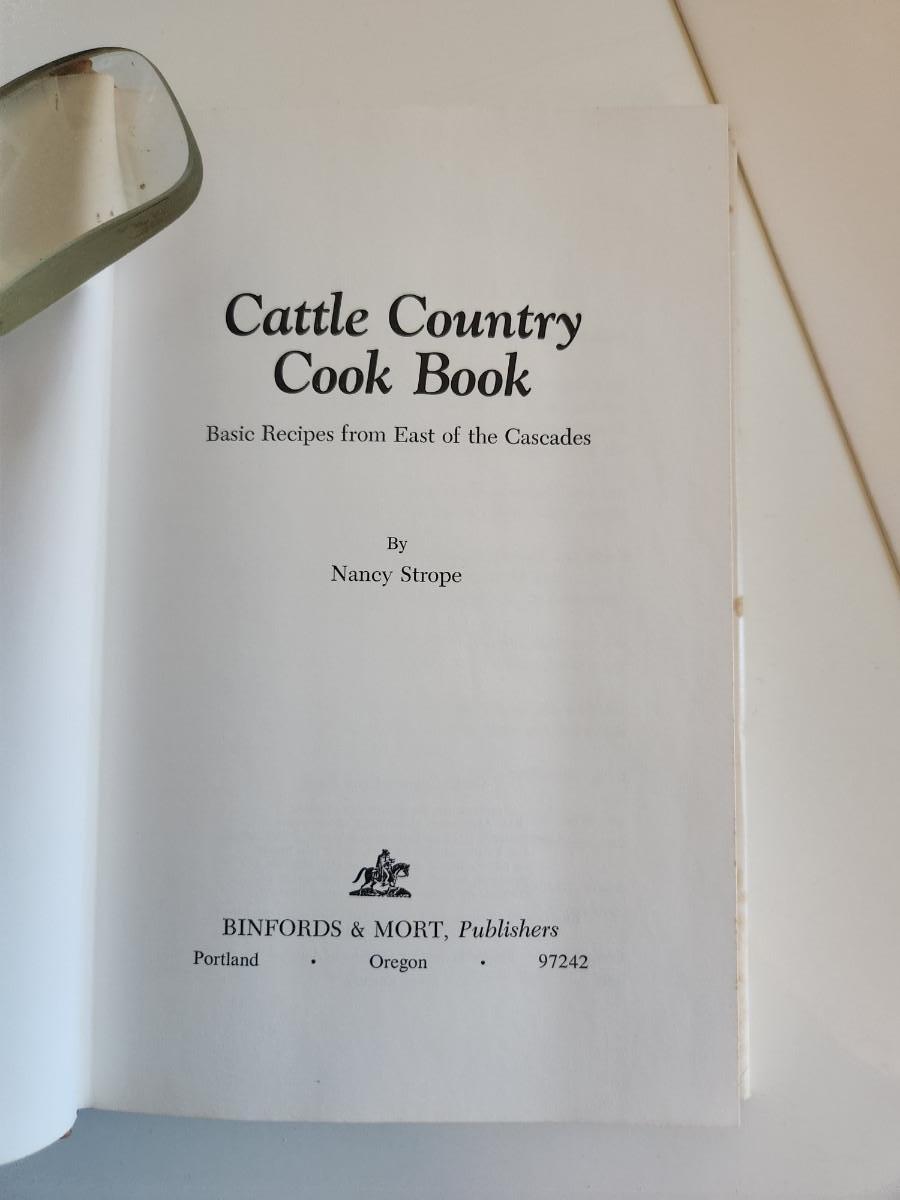 Cattle Country
Cook Book
Basic Recipes from East of the Cascades
By
Nancy Strope
BINFORDS & MORT, Publishers
Portland · Oregon · 97242